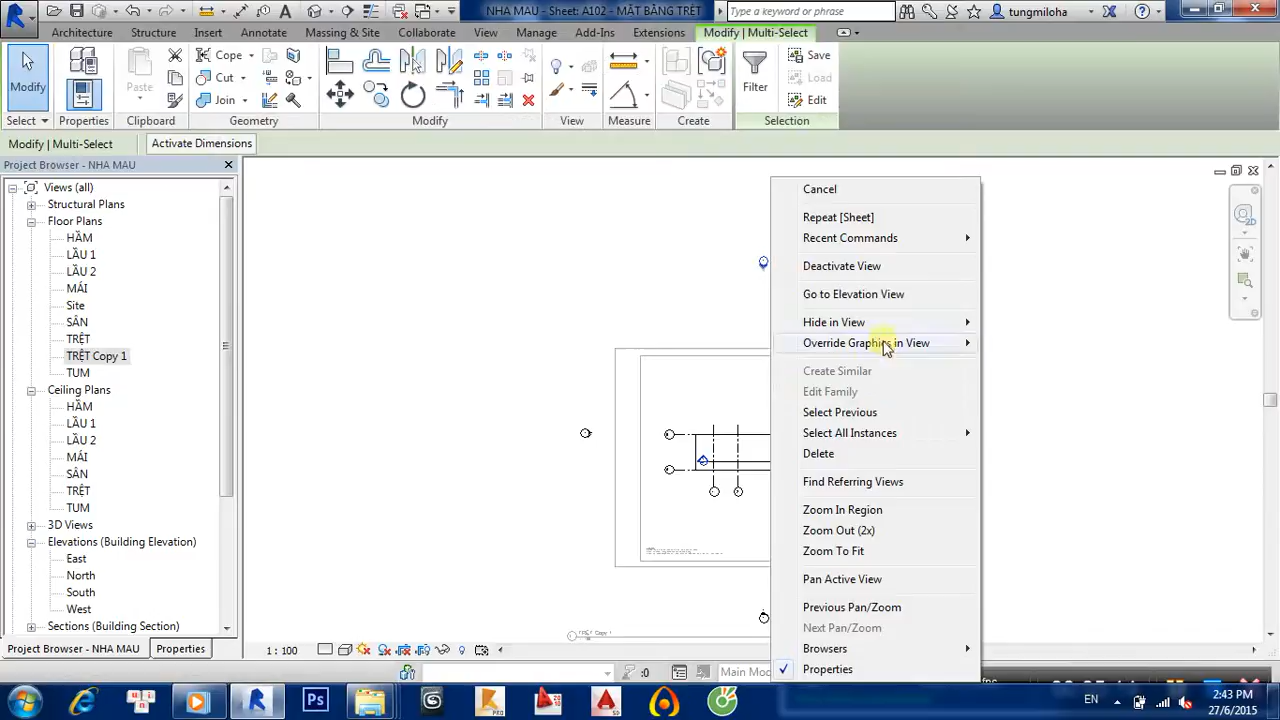 NHA MAU - Sheet: A102 - MẶT BẰNG TRỆT
Type a keyword or phrase
tungmiloha
Architecture Structure Insert Annotate Massing & Site Collaborate View Manage Add-Ins Extensions Modify | Multi-Select
Modify
Paste
Cope
Cut
Join
Filter
Save
Load
Edit
Select Properties Clipboard Geometry Modify View Measure Create Selection
Modify | Multi-Select Activate Dimensions
Project Browser - NHA MAU
Views (all)
Structural Plans
Floor Plans
HẦM
LẦU 1
LẦU 2
MÁI
Site
SÂN
TRỆT
TRỆT Copy 1
TUM
Ceiling Plans
HẦM
LẦU 1
LẦU 2
MÁI
SÂN
TRỆT
TUM
3D Views
Elevations (Building Elevation)
East
North
South
West
Sections (Building Section)
Project Browser - NHA MAU Properties
Cancel
Repeat [Sheet]
Recent Commands
Deactivate View
Go to Elevation View
Hide in View
Override Graphics in View
Create Similar
Edit Family
Select Previous
Select All Instances
Delete
Find Referring Views
Zoom In Region
Zoom Out (2x)
Zoom To Fit
Pan Active View
Previous Pan/Zoom
Next Pan/Zoom
Browsers
Properties
2D
TRỆT Copy 1
1 : 100
:0
Main Mod
EN
2:43 PM
27/6/2015